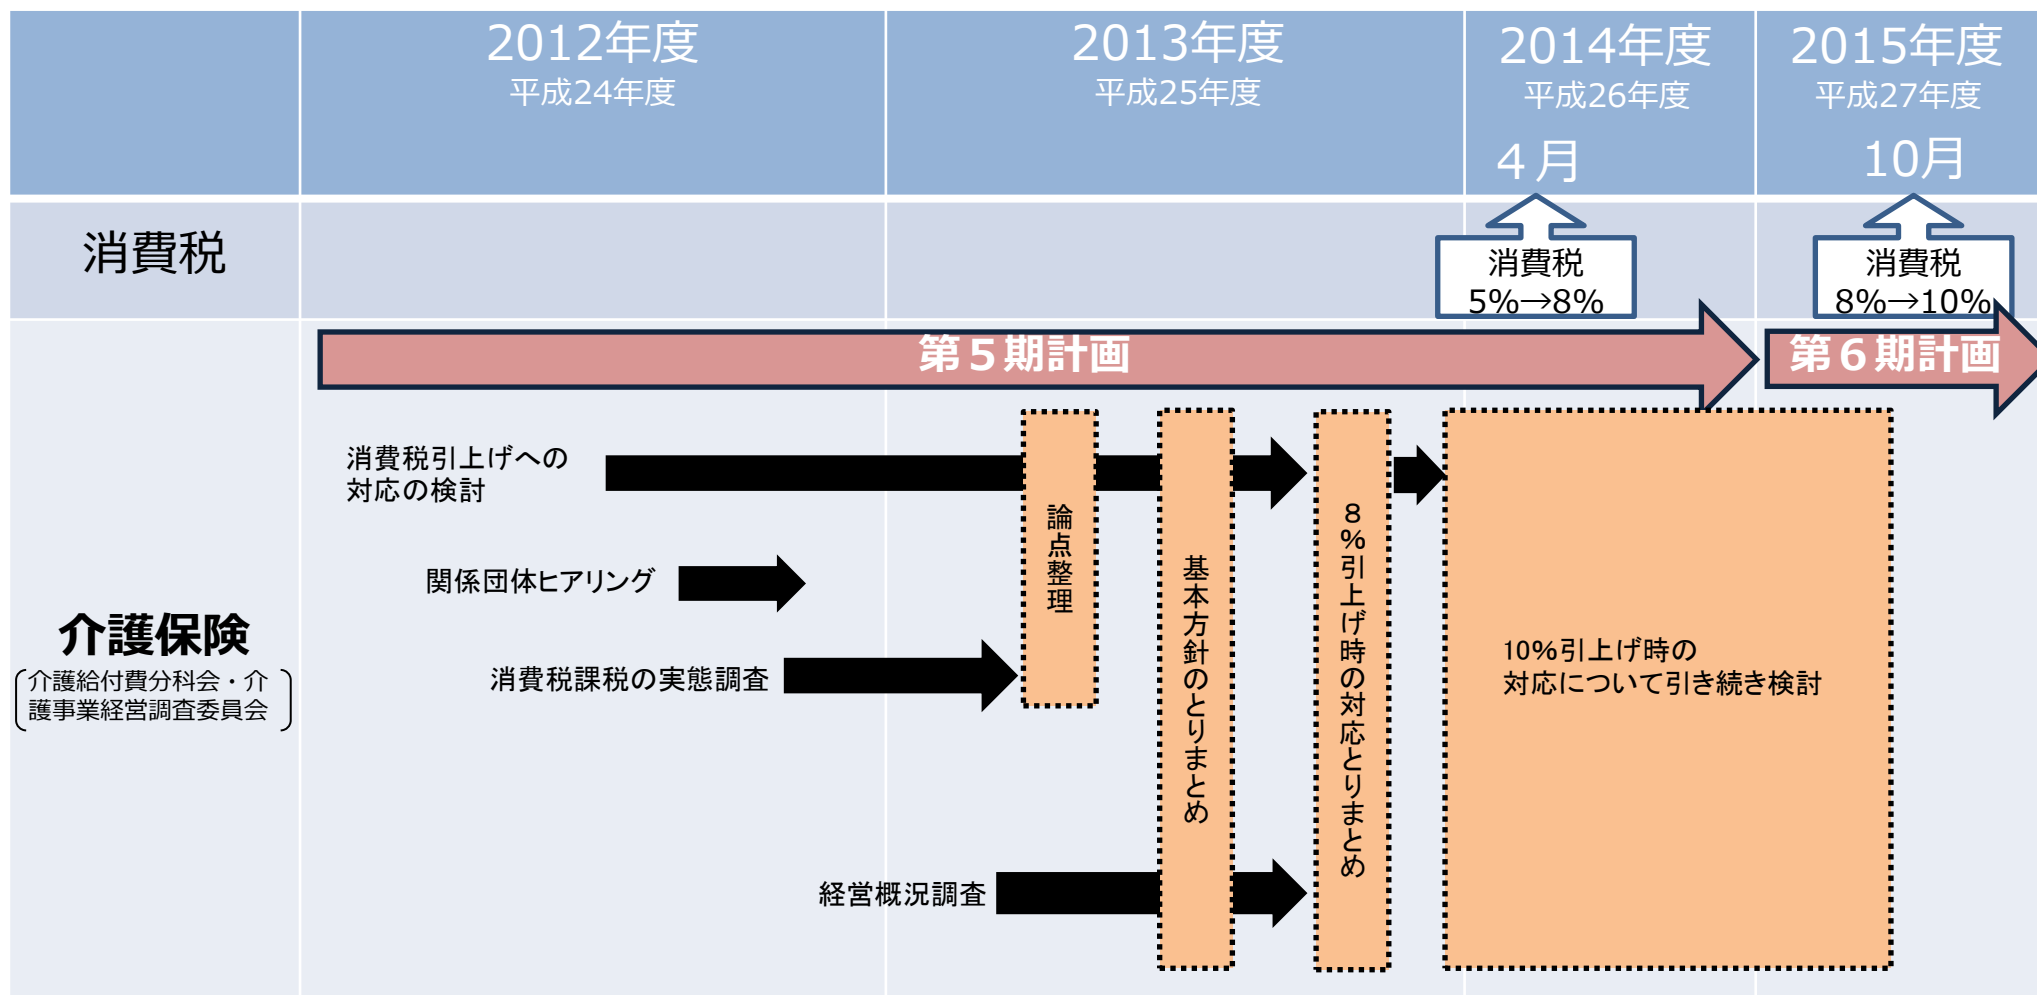 2012年度
平成24年度
2013年度
平成25年度
2014年度
平成26年度
4月
2015年度
平成27年度
10月
消費税
消費税
5%→8%
消費税
8%→10%
第5期計画
第6期計画
介護保険
介護給付費分科会・介
護事業経営調査委員会
消費税引上げへの
対応の検討
関係団体ヒアリング
消費税課税の実態調査
経営概況調査
論点整理
基本方針のとりまとめ
8%引上げ時の対応とりまとめ
10%引上げ時の
対応について引き続き検討